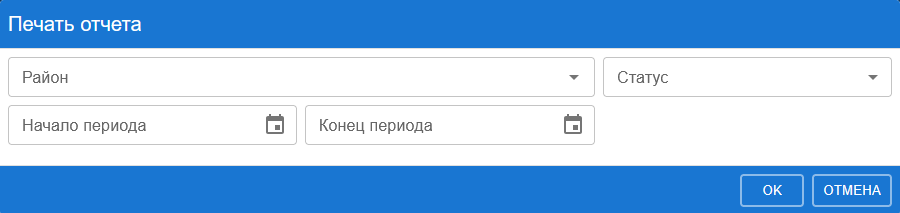 Печать отчета
Район
Статус
Начало периода
Конец периода
OK
ОТМЕНА